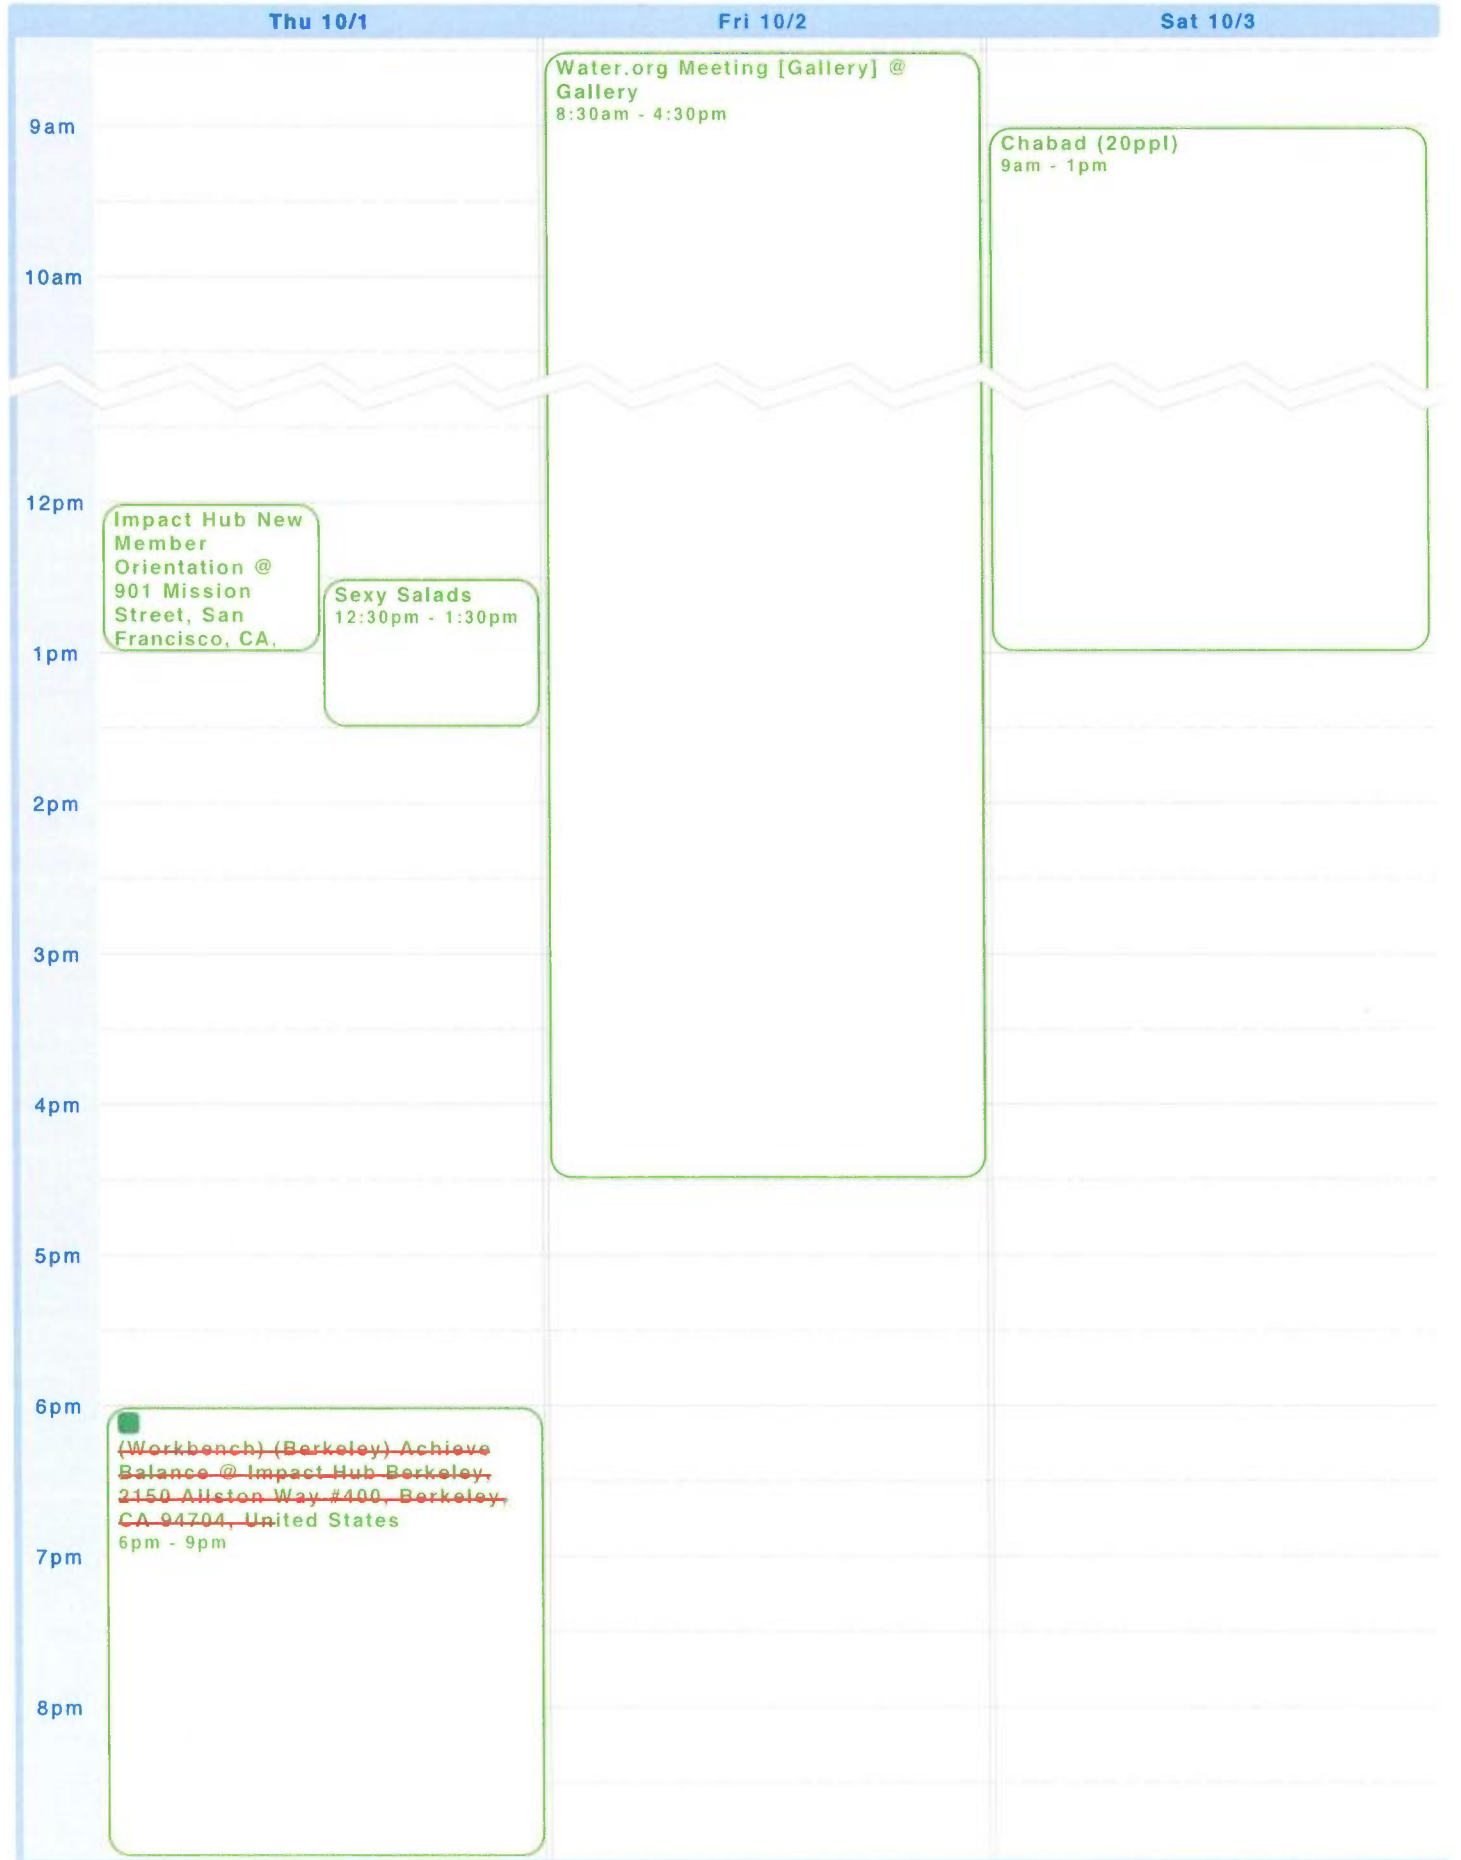 Thu 10/1
Fri 10/2
Sat 10/3
9am
10am
12pm
1pm
2pm
3pm
4pm
5pm
6pm
7pm
8pm
Impact Hub New
Member
Orientation @
901 Mission
Street, San
Francisco, CA,
Sexy Salads
12:30pm - 1:30pm
(Workbench) (Berkeley) Achieve
Balance @ Impact Hub Berkeley,
2150 Allston Way #400, Berkeley,
CA 94704, United States
6pm - 9pm
Water.org Meeting [Gallery] @
Gallery
8:30am - 4:30pm
Chabad (20ppl)
9am - 1pm